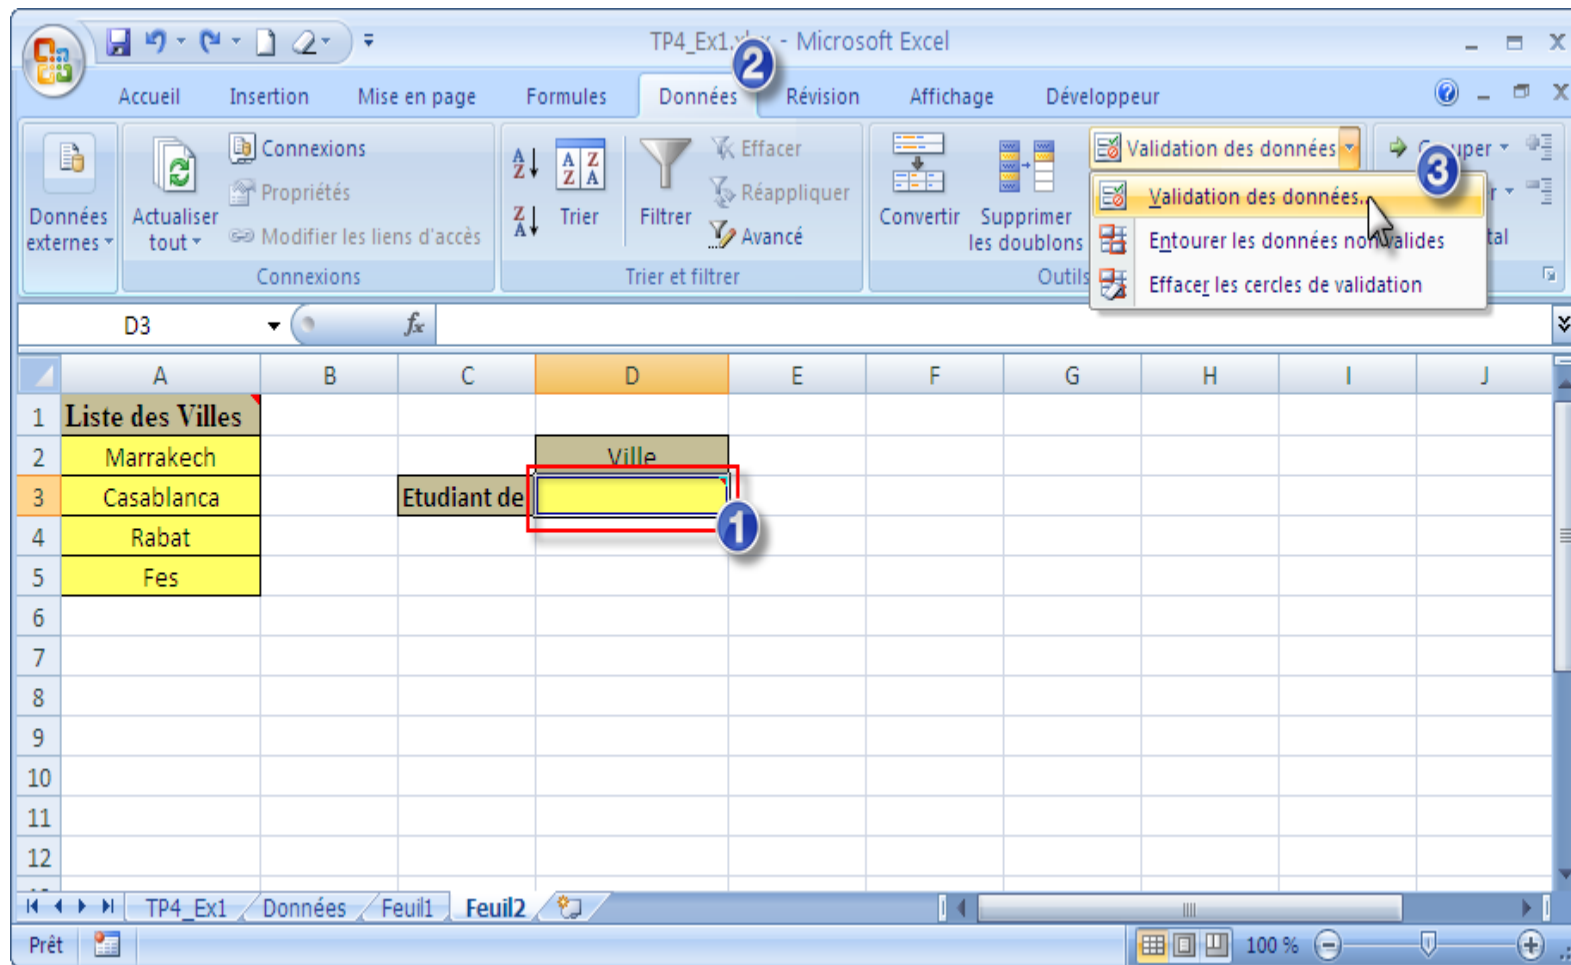 TP4_Ex1 - Microsoft Excel
2
Accueil Insertion Mise en page Formules Données Révision Affichage Développeur
Données externes
Actualiser tout
Connexions
Propriétés
Modifier les liens d'accès
Connexions
Trier
Filtrer
Effacer
Réappliquer
Avancé
Trier et filtrer
Convertir
Supprimer les doublons
Validation des données
3
Validation des données...
Entourer les données non valides
Effacer les cercles de validation
Outils
D3 fx
A B C D E F G H I J
1 Liste des Villes
2 Marrakech Ville
3 Casablanca Etudiant de
1
4 Rabat
5 Fes
6
7
8
9
10
11
12
TP4_Ex1 Données Feuil1 Feuil2
Prêt 100 %